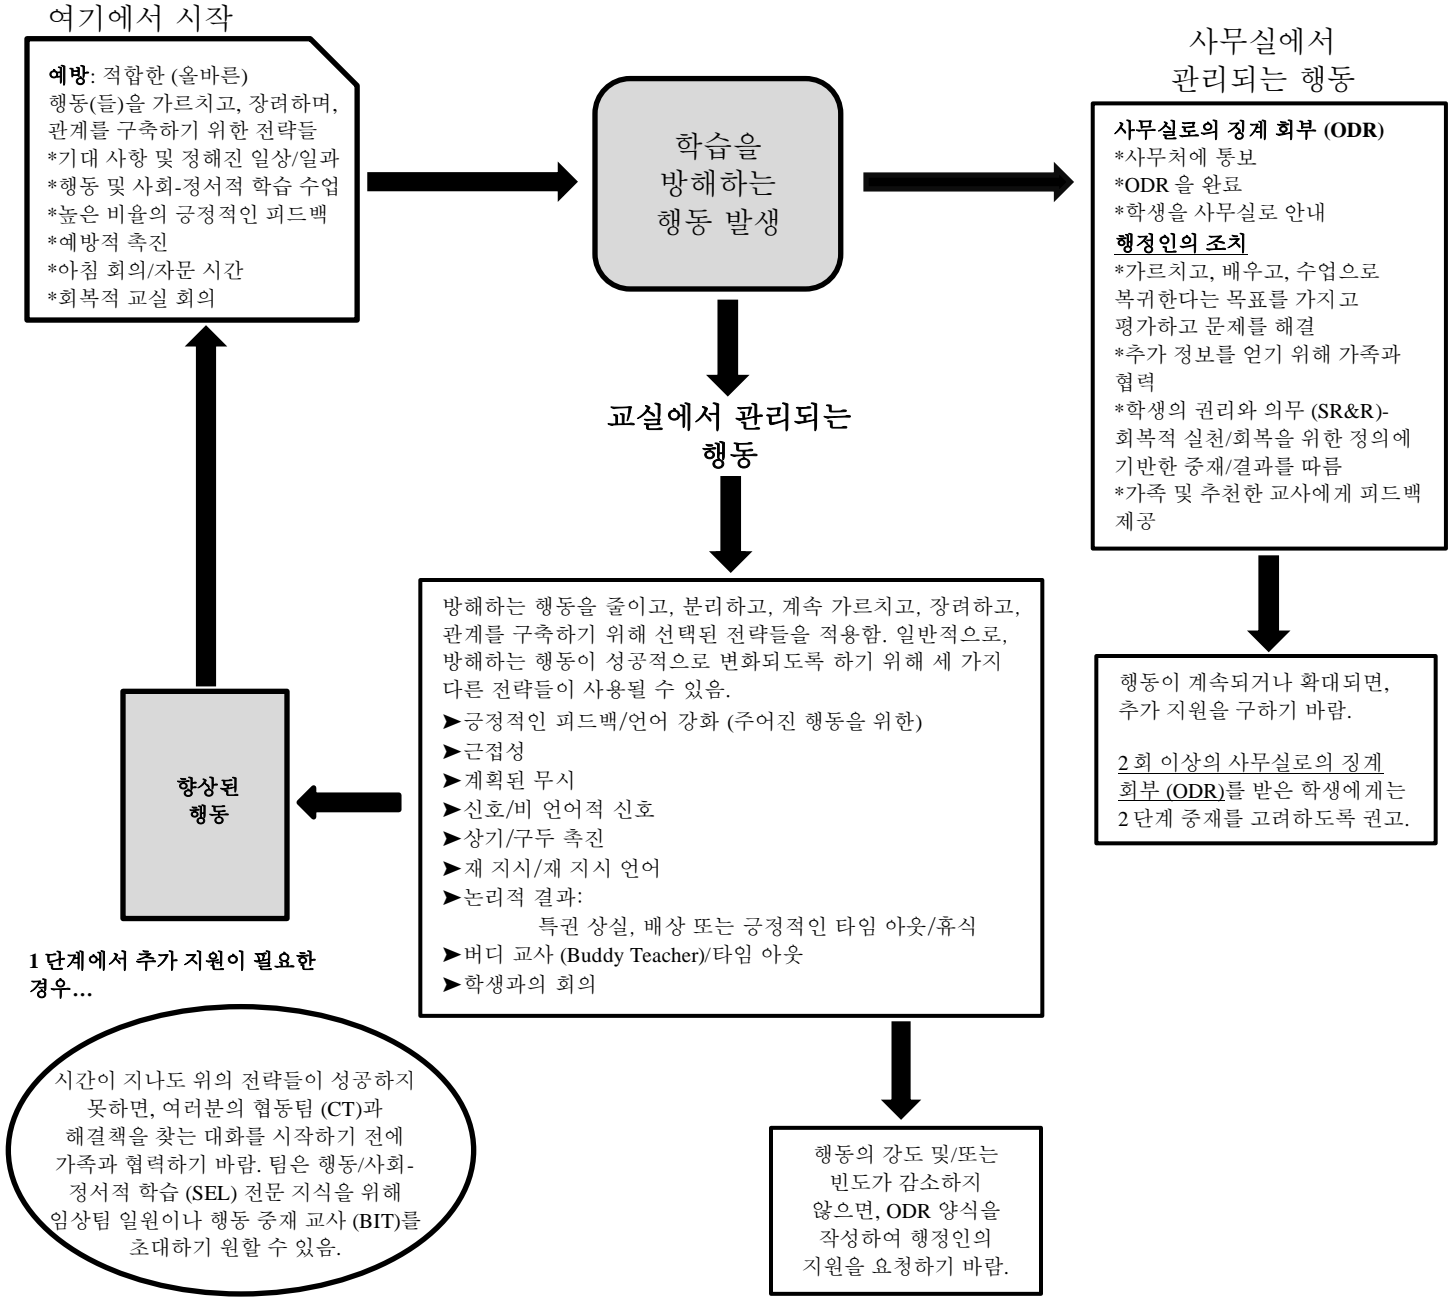 여기에서 시작
예방: 적합한 (올바른)
행동(들)을 가르치고, 장려하며,
관계를 구축하기 위한 전략들
*기대 사항 및 정해진 일상/일과
*행동 및 사회-정서적 학습 수업
*높은 비율의 긍정적인 피드백
*예방적 촉진
*아침 회의/자문 시간
*회복적 교실 회의
학습을
방해하는
행동 발생
사무실에서
관리되는 행동
사무실로의 징계 회부 (ODR)
*사무처에 통보
*ODR 을 완료
*학생을 사무실로 안내
행정인의 조치
*가르치고, 배우고, 수업으로
복귀한다는 목표를 가지고
평가하고 문제를 해결
*추가 정보를 얻기 위해 가족과
협력
*학생의 권리와 의무 (SR&R)-
회복적 실천/회복을 위한 정의에
기반한 중재/결과를 따름
*가족 및 추천한 교사에게 피드백
제공
행동이 계속되거나 확대되면,
추가 지원을 구하기 바람.
2 회 이상의 사무실로의 징계
회부 (ODR)를 받은 학생에게는
2 단계 중재를 고려하도록 권고.
교실에서 관리되는
행동
방해하는 행동을 줄이고, 분리하고, 계속 가르치고, 장려하고,
관계를 구축하기 위해 선택된 전략들을 적용함. 일반적으로,
방해하는 행동이 성공적으로 변화되도록 하기 위해 세 가지
다른 전략들이 사용될 수 있음.
➤긍정적인 피드백/언어 강화 (주어진 행동을 위한)
➤근접성
➤계획된 무시
➤신호/비 언어적 신호
➤상기/구두 촉진
➤재 지시/재 지시 언어
➤논리적 결과:
특권 상실, 배상 또는 긍정적인 타임 아웃/휴식
➤버디 교사 (Buddy Teacher)/타임 아웃
➤학생과의 회의
향상된
행동
1 단계에서 추가 지원이 필요한
경우...
시간이 지나도 위의 전략들이 성공하지
못하면, 여러분의 협동팀 (CT)과
해결책을 찾는 대화를 시작하기 전에
가족과 협력하기 바람. 팀은 행동/사회-
정서적 학습 (SEL) 전문 지식을 위해
임상팀 일원이나 행동 중재 교사 (BIT)를
초대하기 원할 수 있음.
행동의 강도 및/또는
빈도가 감소하지
않으면, ODR 양식을
작성하여 행정인의
지원을 요청하기 바람.